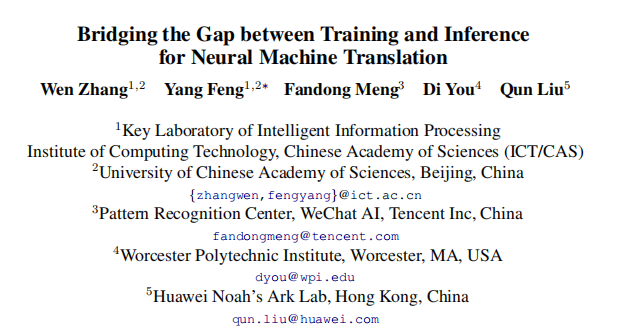 Bridging the Gap between Training and Inference
for Neural Machine Translation
Wen Zhang1,2 Yang Feng1,2* Fandong Meng3 Di You4 Qun Liu5
1Key Laboratory of Intelligent Information Processing
Institute of Computing Technology, Chinese Academy of Sciences (ICT/CAS)
2University of Chinese Academy of Sciences, Beijing, China
{zhangwen,fengyang}@ict.ac.cn
3Pattern Recognition Center, WeChat AI, Tencent Inc, China
fandongmeng@tencent.com
4Worcester Polytechnic Institute, Worcester, MA, USA
dyou@wpi.edu
5Huawei Noah's Ark Lab, Hong Kong, China
qun.liu@huawei.com